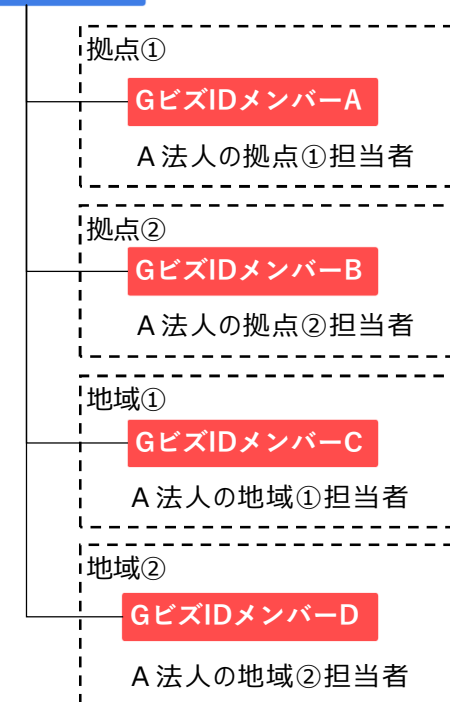 拠点①
GビズIDメンバーA
A法人の拠点①担当者
拠点②
GビズIDメンバーB
A法人の拠点②担当者
地域①
GビズIDメンバーC
A法人の地域①担当者
地域②
GビズIDメンバーD
A法人の地域②担当者